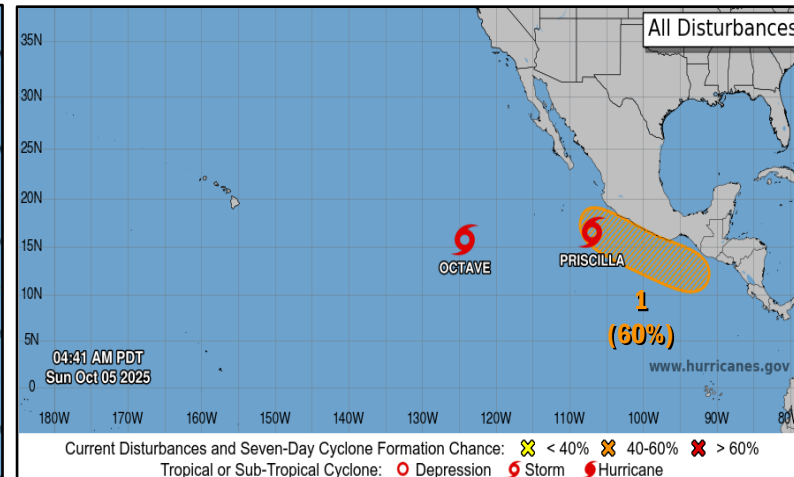 All Disturbances
35N
30N
25N
20N
15N
10N
5N
0
OCTAVE
PRISCILLA
1
(60%)
04:41 AM PDT
Sun Oct 05 2025
www.hurricanes.gov
180W 170W 160W 150W 140W 130W 120W 110W 100W 90W 80W
Current Disturbances and Seven-Day Cyclone Formation Chance: < 40% 40-60% > 60%
Tropical or Sub-Tropical Cyclone: Depression Storm Hurricane